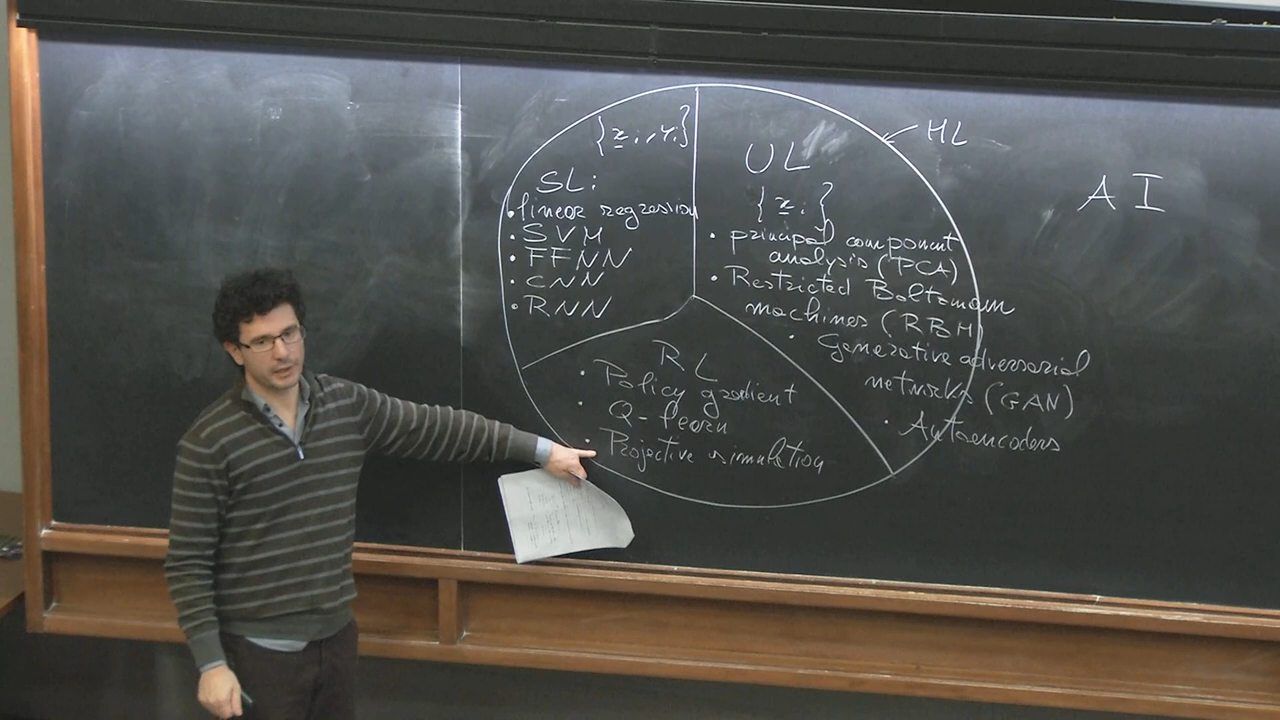 {x_i, y_i}
SL:
• linear regression
• SVM
• FFNN
• CNN
• RNN
UL
{x_i}
• principal component
analysis (PCA)
• Restricted Boltzmann
machines (RBM)
• Generative adversarial
networks (GAN)
• Autoencoders
RL
• Policy gradient
• Q-learn
• Projective simulation
ML
AI